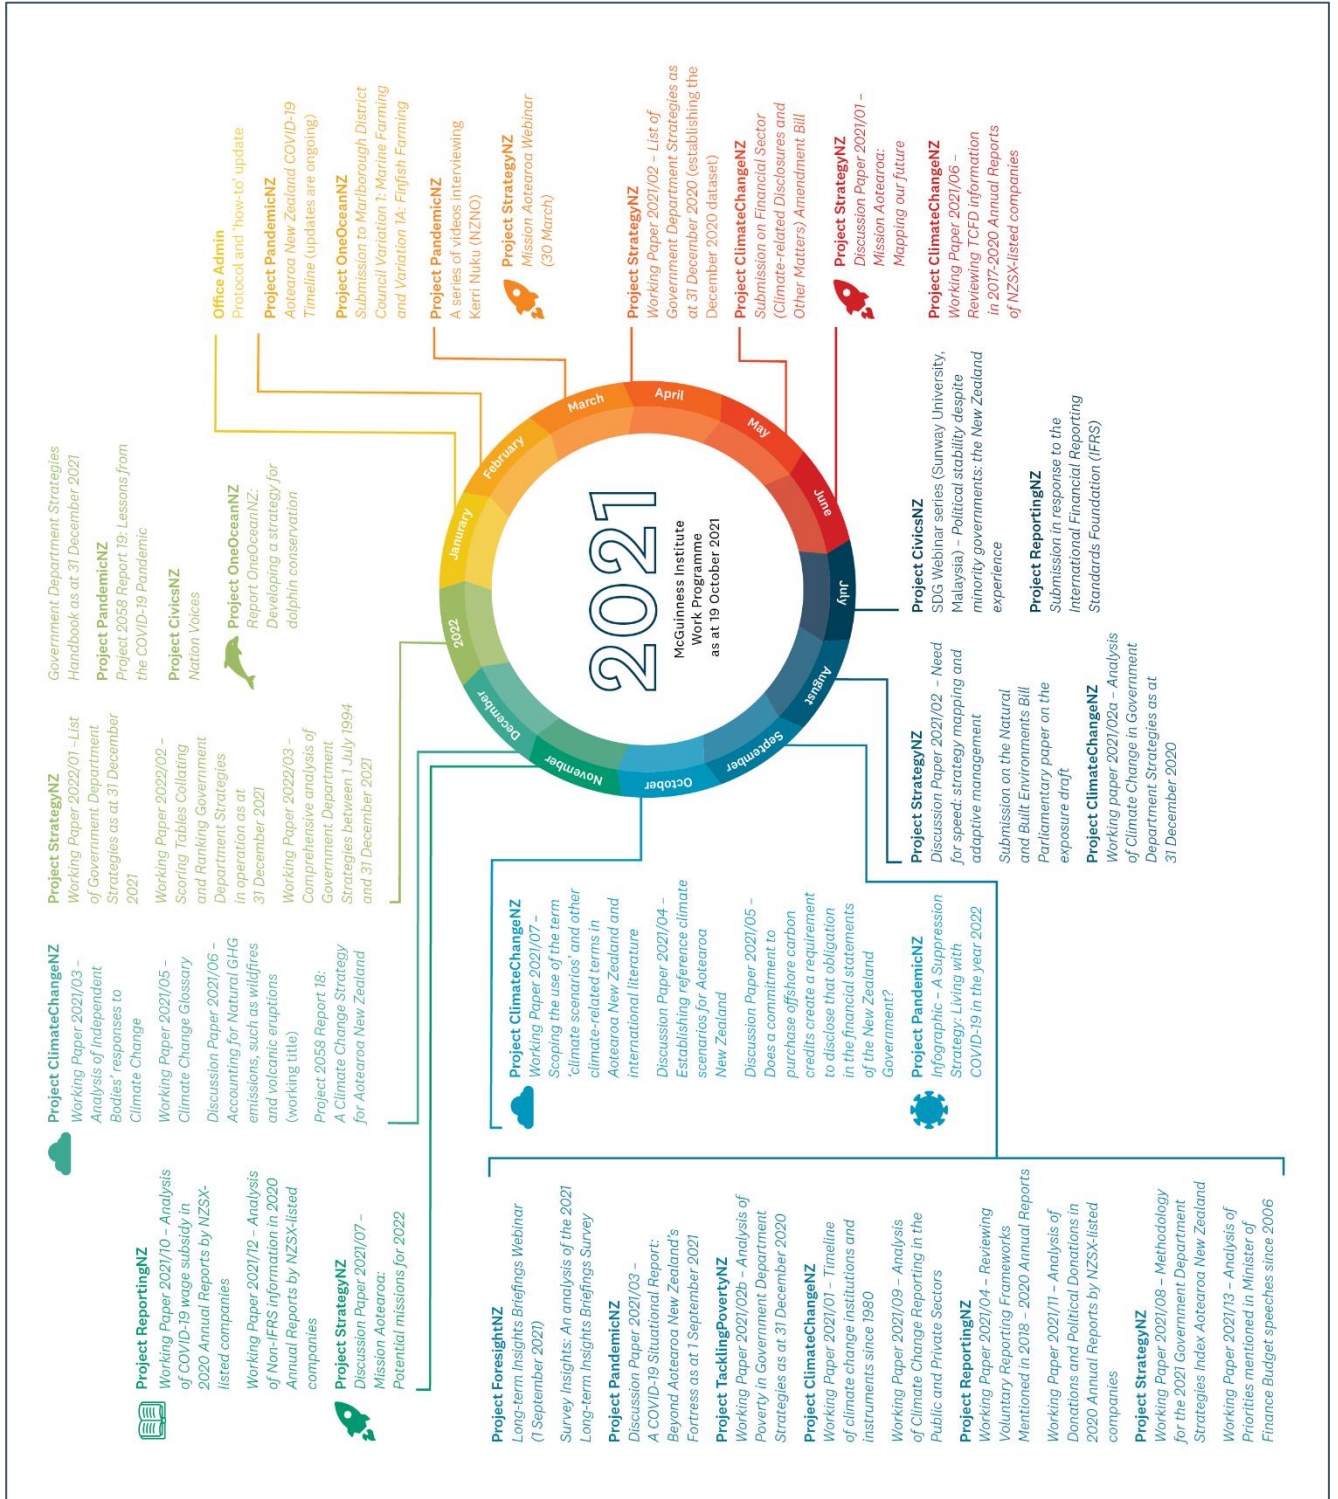 2021
McGuinness Institute
Work Programme
as at 19 October 2021
Janurary
February
March
April
May
June
July
August
September
October
November
December
2022
Office Admin
Protocol and 'how-to' update
Project PandemicNZ
Aotearoa New Zealand COVID-19
Timeline (updates are ongoing)
Project OneOceanNZ
Submission to Marlborough District
Council Variation 1: Marine Farming
and Variation 1A: Finfish Farming
Project PandemicNZ
A series of videos interviewing
Kerri Nuku (NZNO)
Project StrategyNZ
Mission Aotearoa Webinar
(30 March)
Project StrategyNZ
Working Paper 2021/02 – List of
Government Department Strategies as
at 31 December 2020 (establishing the
December 2020 dataset)
Project ClimateChangeNZ
Submission on Financial Sector
(Climate-related Disclosures and
Other Matters) Amendment Bill
Project StrategyNZ
Discussion Paper 2021/01 –
Mission Aotearoa:
Mapping our future
Project ClimateChangeNZ
Working Paper 2021/06 –
Reviewing TCFD information
in 2017-2020 Annual Reports
of NZSX-listed companies
Project CivicsNZ
SDG Webinar series (Sunway University,
Malaysia) – Political stability despite
minority governments: the New Zealand
experience
Project ReportingNZ
Submission in response to the
International Financial Reporting
Standards Foundation (IFRS)
Project StrategyNZ
Discussion Paper 2021/02 – Need
for speed: strategy mapping and
adaptive management
Submission on the Natural
and Built Environments Bill
Parliamentary paper on the
exposure draft
Project ClimateChangeNZ
Working paper 2021/02a – Analysis
of Climate Change in Government
Department Strategies as at
31 December 2020
Project ForesightNZ
Long-term Insights Briefings Webinar
(1 September 2021)
Survey Insights: An analysis of the 2021
Long-term Insights Briefings Survey
Project PandemicNZ
Discussion Paper 2021/03 –
A COVID-19 Situational Report:
Beyond Aotearoa New Zealand's
Fortress as at 1 September 2021
Project TacklingPovertyNZ
Working Paper 2021/02b – Analysis of
Poverty in Government Department
Strategies as at 31 December 2020
Project ClimateChangeNZ
Working Paper 2021/01 – Timeline
of climate change institutions and
instruments since 1980
Working Paper 2021/09 – Analysis
of Climate Change Reporting in the
Public and Private Sectors
Project ReportingNZ
Working Paper 2021/04 – Reviewing
Voluntary Reporting Frameworks
Mentioned in 2018 - 2020 Annual Reports
Working Paper 2021/11 – Analysis of
Donations and Political Donations in
2020 Annual Reports by NZSX-listed
companies
Project StrategyNZ
Working Paper 2021/08 – Methodology
for the 2021 Government Department
Strategies Index Aotearoa New Zealand
Working Paper 2021/13 – Analysis of
Priorities mentioned in Minister of
Finance Budget speeches since 2006
Project ClimateChangeNZ
Working Paper 2021/07 –
Scoping the use of the term
'climate scenarios' and other
climate-related terms in
Aotearoa New Zealand and
international literature
Discussion Paper 2021/04 –
Establishing reference climate
scenarios for Aotearoa
New Zealand
Discussion Paper 2021/05 –
Does a commitment to
purchase offshore carbon
credits create a requirement
to disclose that obligation
in the financial statements
of the New Zealand
Government?
Project PandemicNZ
Infographic – A Suppression
Strategy: Living with
COVID-19 in the year 2022
Project ReportingNZ
Working Paper 2021/10 – Analysis
of COVID-19 wage subsidy in
2020 Annual Reports by NZSX-
listed companies
Working Paper 2021/12 – Analysis
of Non-IFRS information in 2020
Annual Reports by NZSX-listed
companies
Project StrategyNZ
Discussion Paper 2021/07 –
Mission Aotearoa:
Potential missions for 2022
Project ClimateChangeNZ
Working Paper 2021/03 –
Analysis of Independent
Bodies' responses to
Climate Change
Working Paper 2021/05 –
Climate Change Glossary
Discussion Paper 2021/06 –
Accounting for Natural GHG
emissions, such as wildfires
and volcanic eruptions
(working title)
Project 2058 Report 18:
A Climate Change Strategy
for Aotearoa New Zealand
Project StrategyNZ
Working Paper 2022/01 –List
of Government Department
Strategies as at 31 December
2021
Working Paper 2022/02 –
Scoring Tables Collating
and Ranking Government
Department Strategies
in operation as at
31 December 2021
Working Paper 2022/03 –
Comprehensive analysis of
Government Department
Strategies between 1 July 1994
and 31 December 2021
Government Department Strategies
Handbook as at 31 December 2021
Project PandemicNZ
Project 2058 Report 19: Lessons from
the COVID-19 Pandemic
Project CivicsNZ
Nation Voices
Project OneOceanNZ
Report OneOceanNZ:
Developing a strategy for
dolphin conservation